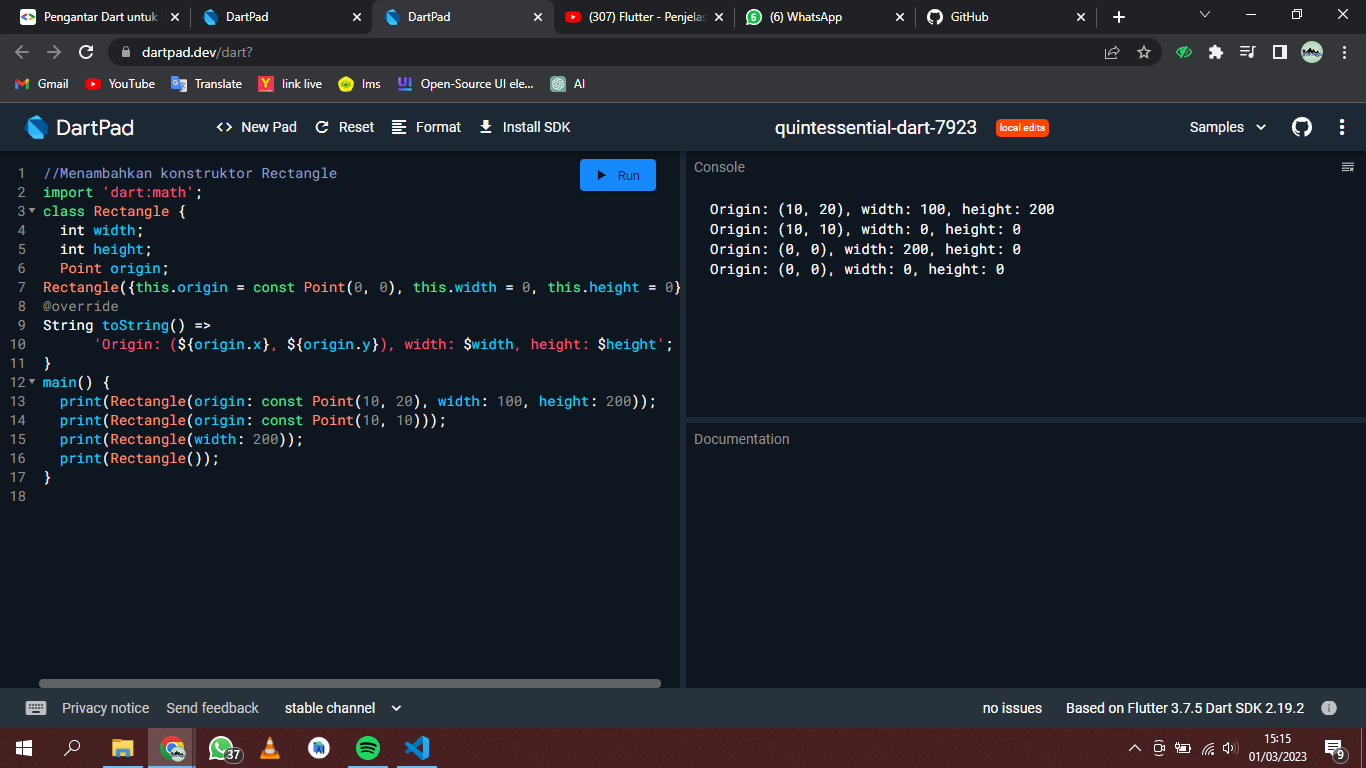 Pengantar Dart untuk
DartPad
DartPad
(307) Flutter - Penjelas
6
(6) WhatsApp
GitHub
dartpad.dev/dart?
Gmail
YouTube
Translate
link live
lms
Open-Source UI ele...
AI
DartPad
New Pad
Reset
Format
Install SDK
quintessential-dart-7923
local edits
Samples
Run
1 //Menambahkan konstruktor Rectangle
2 import 'dart:math';
3 class Rectangle {
4 int width;
5 int height;
6 Point origin;
7 Rectangle({this.origin = const Point(0, 0), this.width = 0, this.height = 0}
8 @override
9 String toString() =>
10 'Origin: (${origin.x}, ${origin.y}), width: $width, height: $height';
11 }
12 main() {
13 print(Rectangle(origin: const Point(10, 20), width: 100, height: 200));
14 print(Rectangle(origin: const Point(10, 10)));
15 print(Rectangle(width: 200));
16 print(Rectangle());
17 }
18
Console
Origin: (10, 20), width: 100, height: 200
Origin: (10, 10), width: 0, height: 0
Origin: (0, 0), width: 200, height: 0
Origin: (0, 0), width: 0, height: 0
Documentation
Privacy notice
Send feedback
stable channel
no issues
Based on Flutter 3.7.5 Dart SDK 2.19.2
37
15:15
01/03/2023
9